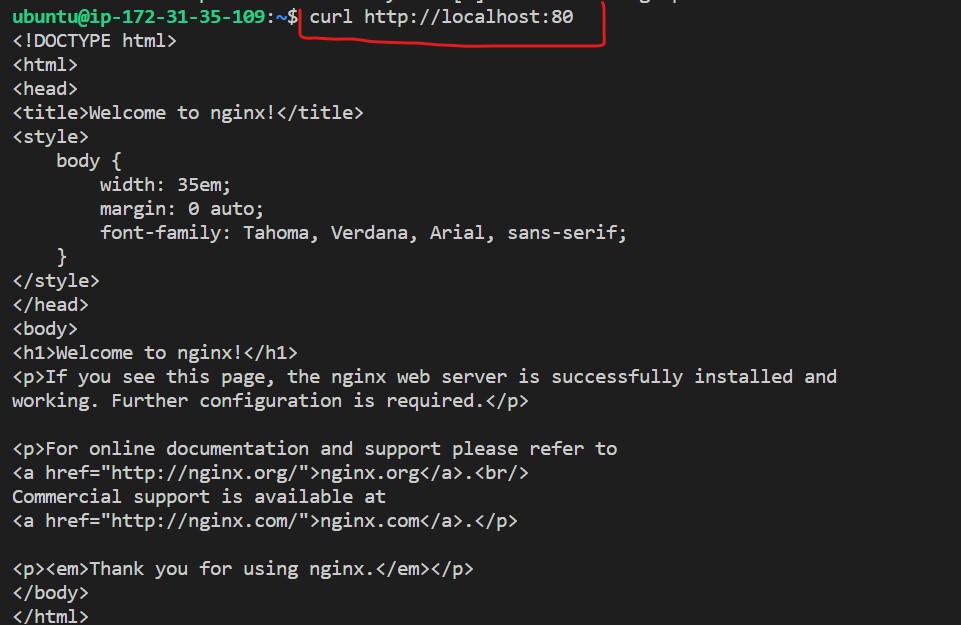 ubuntu@ip-172-31-35-109:~$ curl http://localhost:80
<!DOCTYPE html>
<html>
<head>
<title>Welcome to nginx!</title>
<style>
    body {
        width: 35em;
        margin: 0 auto;
        font-family: Tahoma, Verdana, Arial, sans-serif;
    }
</style>
</head>
<body>
<h1>Welcome to nginx!</h1>
<p>If you see this page, the nginx web server is successfully installed and
working. Further configuration is required.</p>

<p>For online documentation and support please refer to
<a href="http://nginx.org/">nginx.org</a>.<br/>
Commercial support is available at
<a href="http://nginx.com/">nginx.com</a>.</p>

<p><em>Thank you for using nginx.</em></p>
</body>
</html>